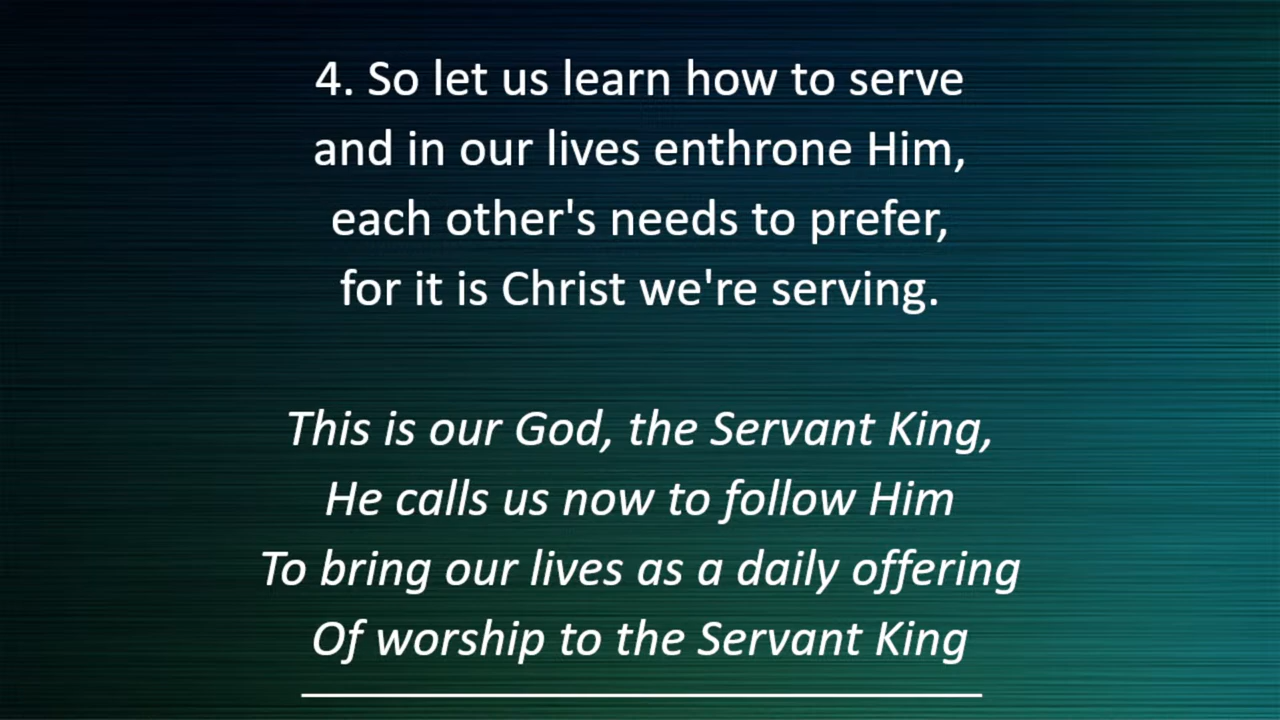 4. So let us learn how to serve
and in our lives enthrone Him,
each other's needs to prefer,
for it is Christ we're serving.
This is our God, the Servant King,
He calls us now to follow Him
To bring our lives as a daily offering
Of worship to the Servant King